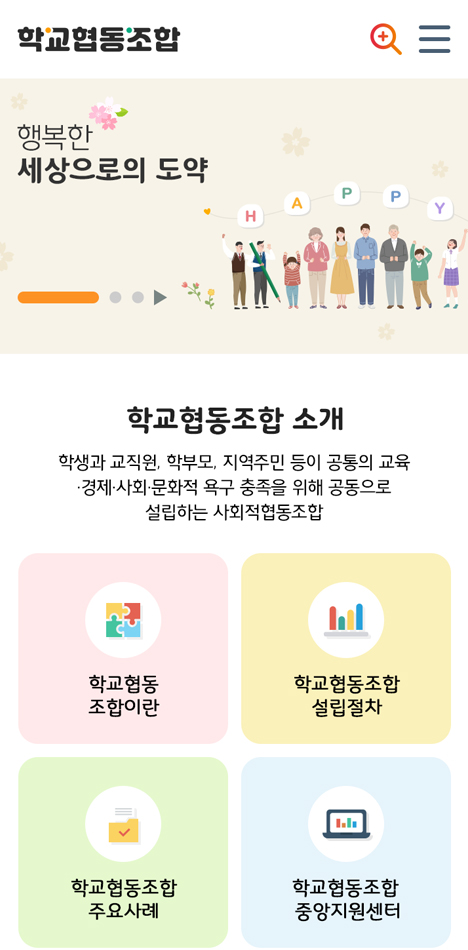 학교협동조합
행복한
세상으로의 도약
H A P P Y
학교협동조합 소개
학생과 교직원, 학부모, 지역주민 등이 공통의 교육
·경제·사회·문화적 욕구 충족을 위해 공동으로
설립하는 사회적협동조합
학교협동
조합이란
학교협동조합
설립절차
학교협동조합
주요사례
학교협동조합
중앙지원센터